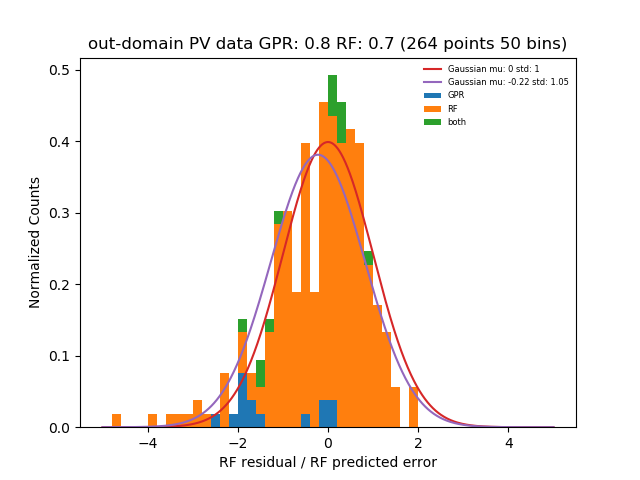 out-domain PV data GPR: 0.8 RF: 0.7 (264 points 50 bins)
Gaussian mu: 0 std: 1
Gaussian mu: -0.22 std: 1.05
GPR
RF
both
Normalized Counts
0.5
0.4
0.3
0.2
0.1
0.0
−4 −2 0 2 4
RF residual / RF predicted error